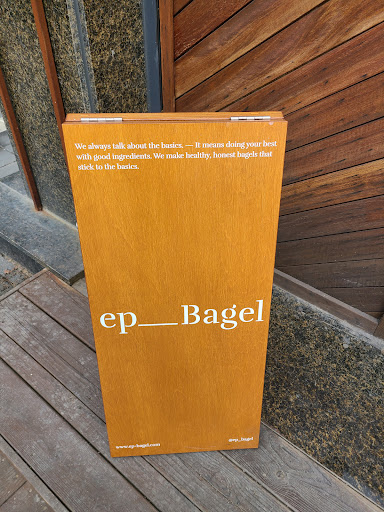 We always talk about the basics. — It means doing your best
with good ingredients. We make healthy, honest bagels that
stick to the basics.
ep__Bagel
www.ep-bagel.com @ep_bagel